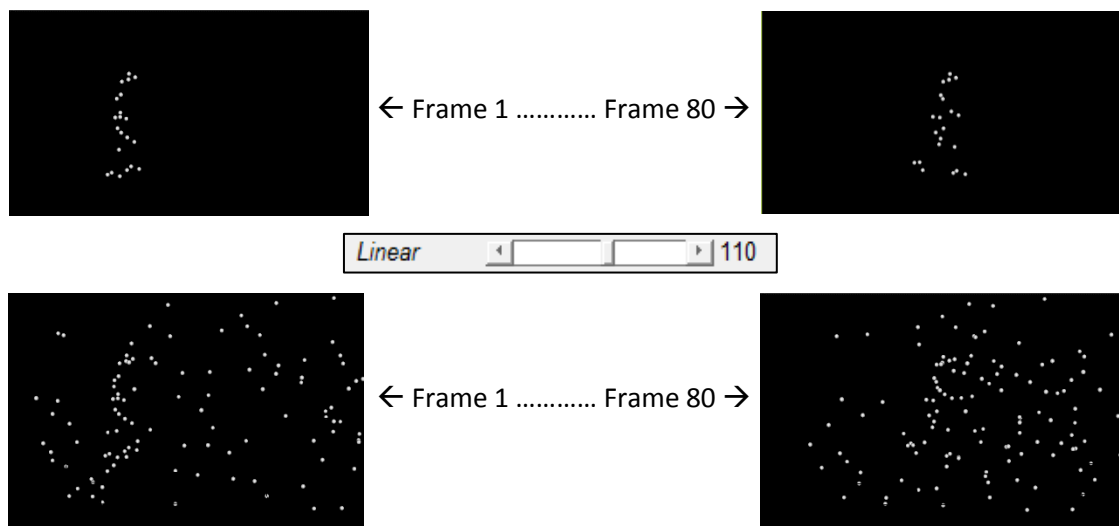 ← Frame 1 ………… Frame 80 →
Linear 110
← Frame 1 ………… Frame 80 →